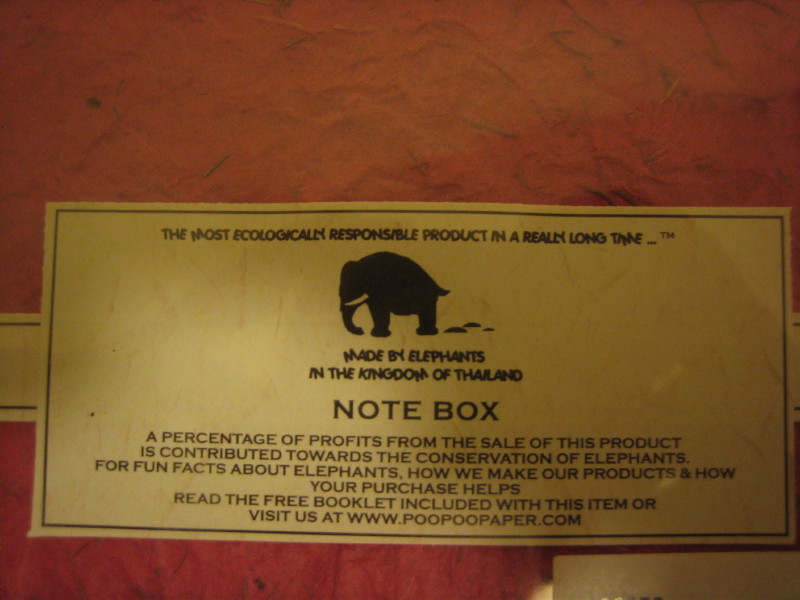 THE MOST ECOLOGICALLY RESPONSIBLE PRODUCT IN A REALLY LONG TIME ... ™
MADE BY ELEPHANTS
IN THE KINGDOM OF THAILAND
NOTE BOX
A PERCENTAGE OF PROFITS FROM THE SALE OF THIS PRODUCT
IS CONTRIBUTED TOWARDS THE CONSERVATION OF ELEPHANTS.
FOR FUN FACTS ABOUT ELEPHANTS, HOW WE MAKE OUR PRODUCTS & HOW
YOUR PURCHASE HELPS
READ THE FREE BOOKLET INCLUDED WITH THIS ITEM OR
VISIT US AT WWW.POOPOOPAPER.COM